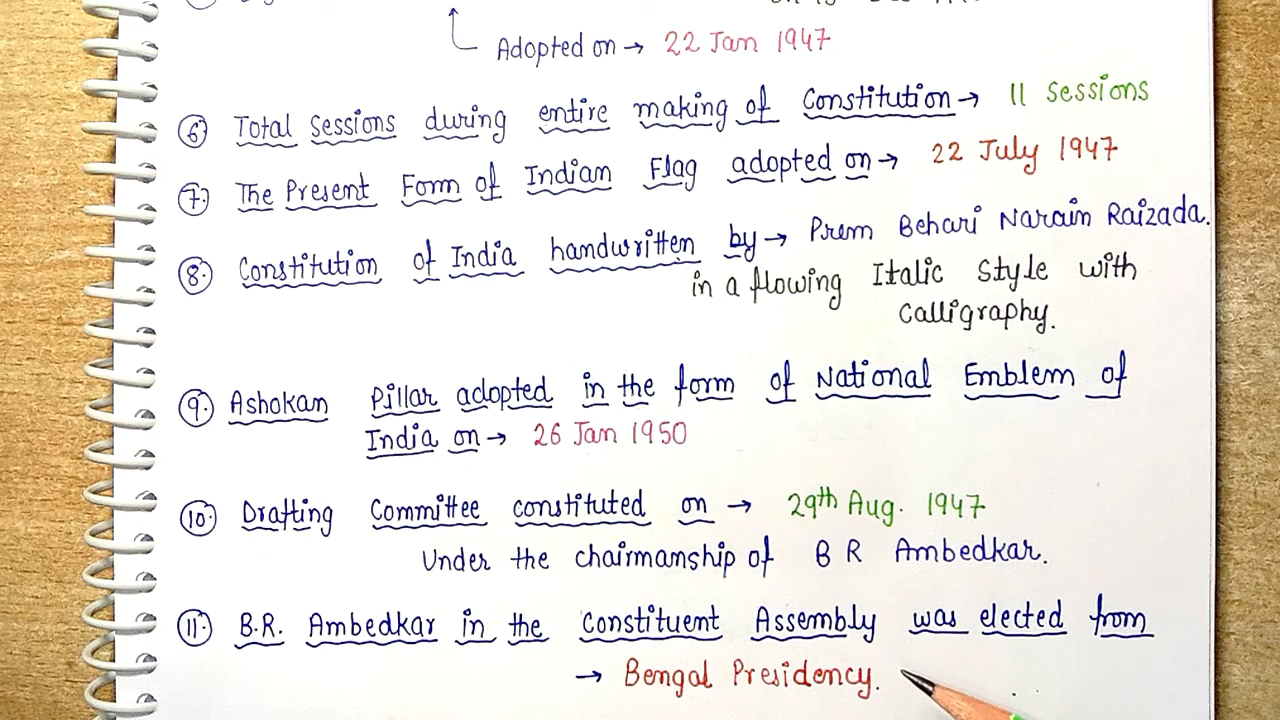 Adopted on → 22 Jan 1947
6. Total Sessions during entire making of Constitution → 11 Sessions
7. The Present Form of Indian Flag adopted on → 22 July 1947
8. Constitution of India handwritten by → Prem Behari Narain Raizada.
in a flowing Italic Style with
Calligraphy.
9. Ashokan Pillar adopted in the form of National Emblem of
India on → 26 Jan 1950
10. Drafting Committee constituted on → 29th Aug. 1947
Under the chairmanship of B R Ambedkar.
11. B.R. Ambedkar in the Constituent Assembly was elected from
→ Bengal Presidency.